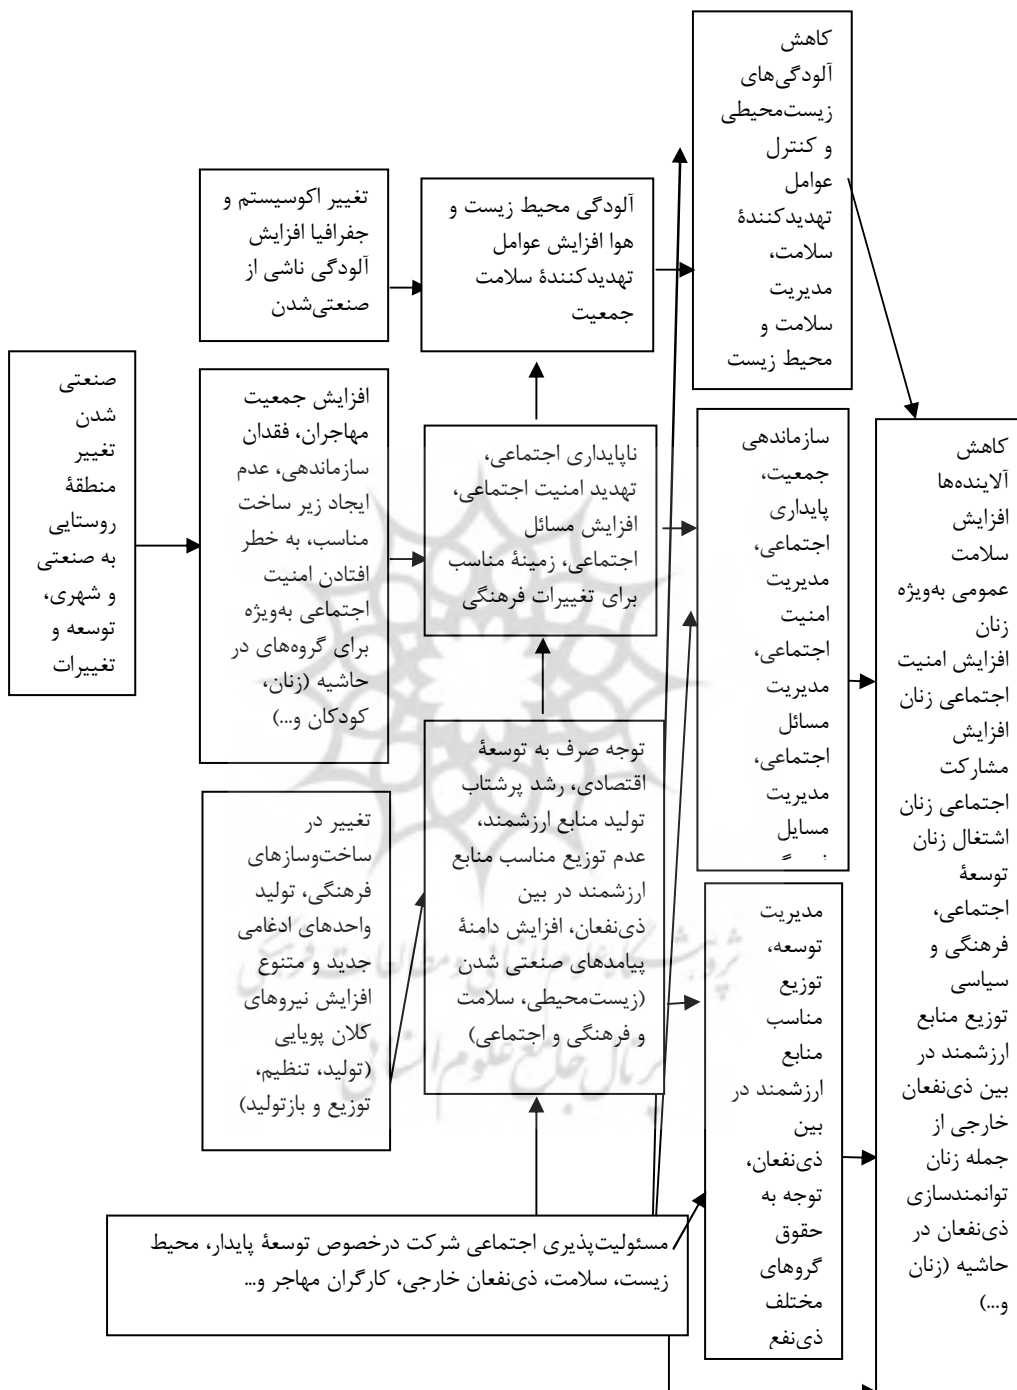 کاهش
آلودگی‌های
زیست‌محیطی
و کنترل
عوامل
تهدیدکنندهٔ
سلامت،
مدیریت
سلامت و
محیط زیست
تغییر اکوسیستم و
جغرافیا افزایش
آلودگی ناشی از
صنعتی‌شدن
آلودگی محیط زیست و
هوا افزایش عوامل
تهدیدکنندهٔ سلامت
جمعیت
صنعتی
شدن
تغییر
منطقهٔ
روستایی
به صنعتی
و شهری،
توسعه و
تغییرات
افزایش جمعیت
مهاجران، فقدان
سازماندهی، عدم
ایجاد زیر ساخت
مناسب، به خطر
افتادن امنیت
اجتماعی به‌ویژه
برای گروه‌های در
حاشیه (زنان،
کودکان و...)
ناپایداری اجتماعی،
تهدید امنیت اجتماعی،
افزایش مسائل
اجتماعی، زمینهٔ مناسب
برای تغییرات فرهنگی
سازماندهی
جمعیت،
پایداری
اجتماعی،
مدیریت
امنیت
اجتماعی،
مدیریت
مسائل
اجتماعی،
مدیریت
مسایل
کاهش
آلاینده‌ها
افزایش
سلامت
عمومی به‌ویژه
زنان
افزایش امنیت
اجتماعی زنان
افزایش
مشارکت
اجتماعی زنان
اشتغال زنان
توسعهٔ
اجتماعی،
فرهنگی و
سیاسی
توزیع منابع
ارزشمند در
بین ذی‌نفعان
خارجی از
جمله زنان
توانمندسازی
ذی‌نفعان در
حاشیه (زنان
و...)
تغییر در
ساخت‌وسازهای
فرهنگی، تولید
واحدهای ادغامی
جدید و متنوع
افزایش نیروهای
کلان پویایی
(تولید، تنظیم،
توزیع و بازتولید)
توجه صرف به توسعهٔ
اقتصادی، رشد پرشتاب
تولید منابع ارزشمند،
عدم توزیع مناسب منابع
ارزشمند در بین
ذی‌نفعان، افزایش دامنهٔ
پیامدهای صنعتی شدن
(زیست‌محیطی، سلامت
و فرهنگی و اجتماعی)
مدیریت
توسعه،
توزیع
مناسب
منابع
ارزشمند در
بین
ذی‌نفعان،
توجه به
حقوق
گروهای
مختلف
ذی‌نفع
مسئولیت‌پذیری اجتماعی شرکت درخصوص توسعهٔ پایدار، محیط
زیست، سلامت، ذی‌نفعان خارجی، کارگران مهاجر و...
پژوهشگاه علوم انسانی و مطالعات فرهنگی
پرتال جامع علوم انسانی